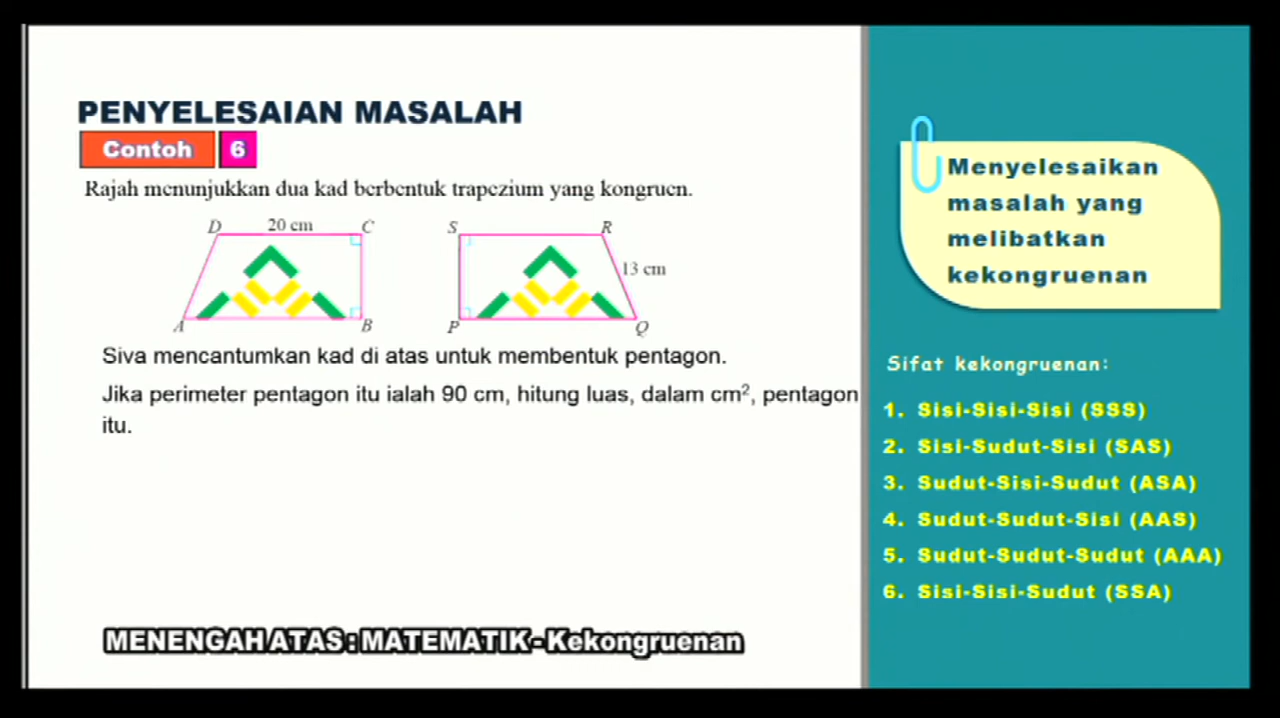 PENYELESAIAN MASALAH
Contoh 6
Rajah menunjukkan dua kad berbentuk trapezium yang kongruen.
D 20 cm C S R
13 cm
A B P Q
Siva mencantumkan kad di atas untuk membentuk pentagon.
Jika perimeter pentagon itu ialah 90 cm, hitung luas, dalam cm², pentagon
itu.
MENENGAH ATAS : MATEMATIK - Kekongruenan
Menyelesaikan
masalah yang
melibatkan
kekongruenan
Sifat kekongruenan:
1. Sisi-Sisi-Sisi (SSS)
2. Sisi-Sudut-Sisi (SAS)
3. Sudut-Sisi-Sudut (ASA)
4. Sudut-Sudut-Sisi (AAS)
5. Sudut-Sudut-Sudut (AAA)
6. Sisi-Sisi-Sudut (SSA)